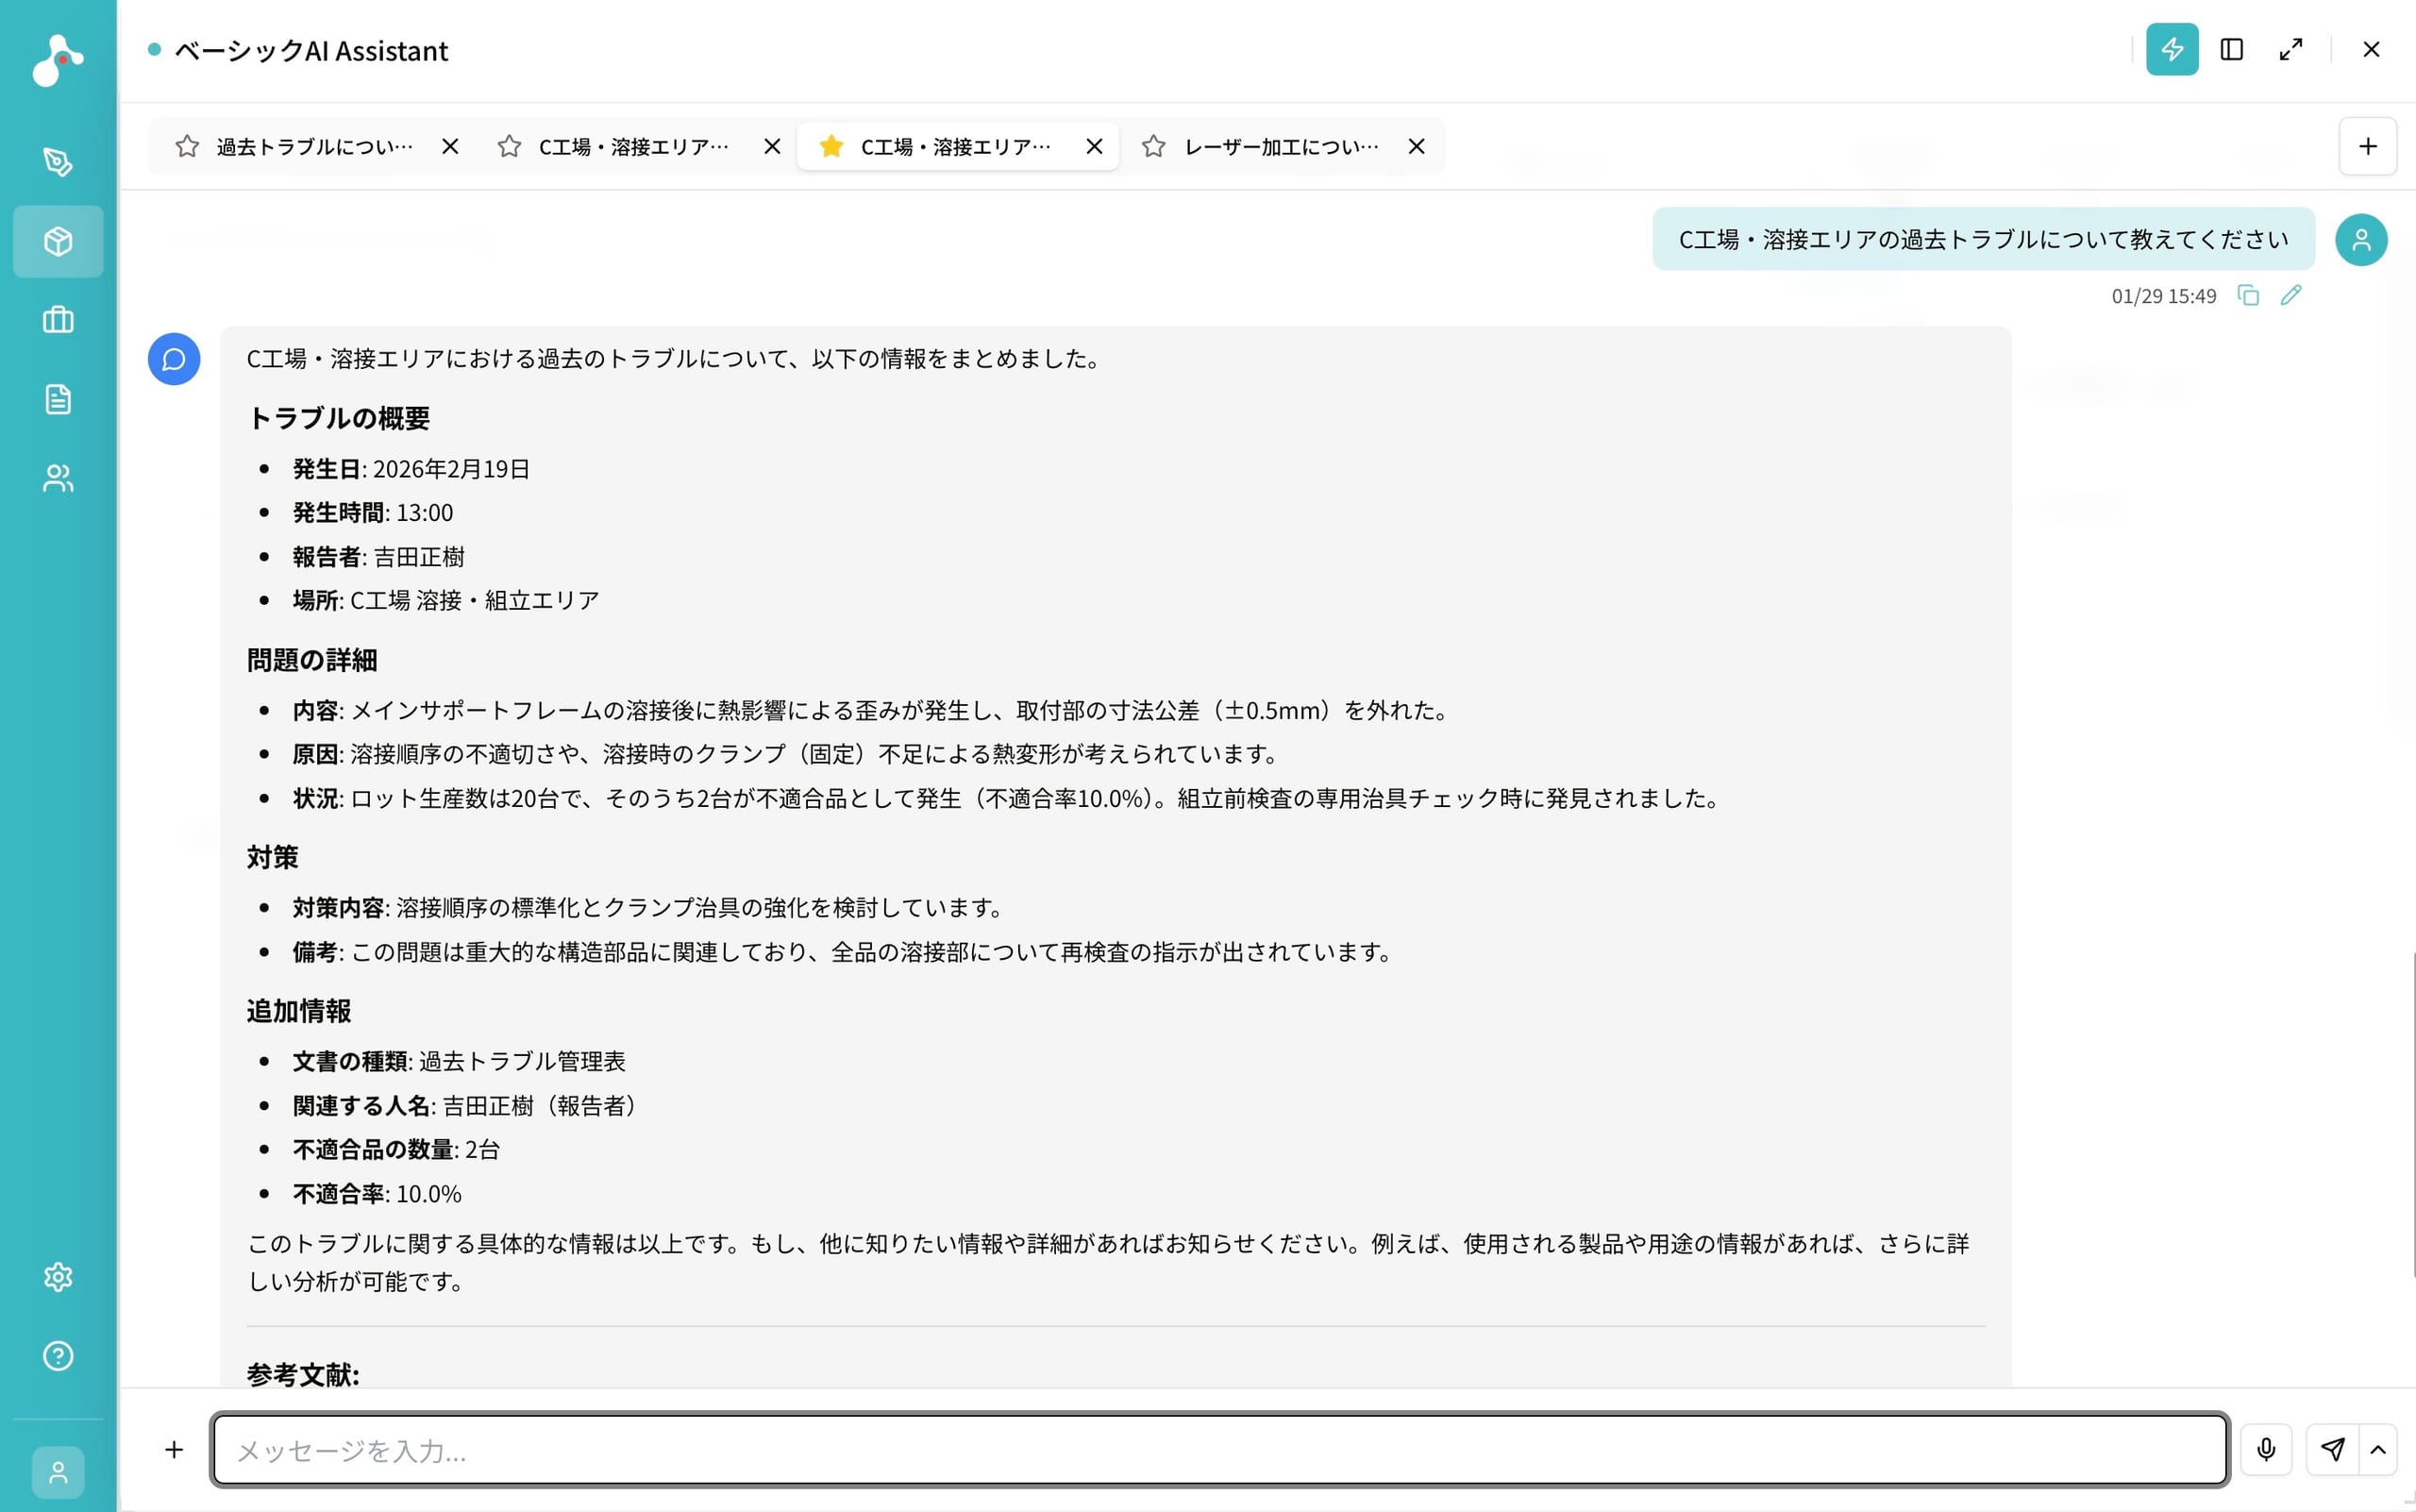 ベーシックAI Assistant
過去トラブルについ…
C工場・溶接エリア…
C工場・溶接エリア…
レーザー加工につい…
C工場・溶接エリアの過去トラブルについて教えてください
01/29 15:49
C工場・溶接エリアにおける過去のトラブルについて、以下の情報をまとめました。
トラブルの概要
• 発生日: 2026年2月19日
• 発生時間: 13:00
• 報告者: 吉田正樹
• 場所: C工場 溶接・組立エリア
問題の詳細
• 内容: メインサポートフレームの溶接後に熱影響による歪みが発生し、取付部の寸法公差（±0.5mm）を外れた。
• 原因: 溶接順序の不適切さや、溶接時のクランプ（固定）不足による熱変形が考えられています。
• 状況: ロット生産数は20台で、そのうち2台が不適合品として発生（不適合率10.0%）。組立前検査の専用治具チェック時に発見されました。
対策
• 対策内容: 溶接順序の標準化とクランプ治具の強化を検討しています。
• 備考: この問題は重大的な構造部品に関連しており、全品の溶接部について再検査の指示が出されています。
追加情報
• 文書の種類: 過去トラブル管理表
• 関連する人名: 吉田正樹（報告者）
• 不適合品の数量: 2台
• 不適合率: 10.0%
このトラブルに関する具体的な情報は以上です。もし、他に知りたい情報や詳細があればお知らせください。例えば、使用される製品や用途の情報があれば、さらに詳
しい分析が可能です。
参考文献:
メッセージを入力...